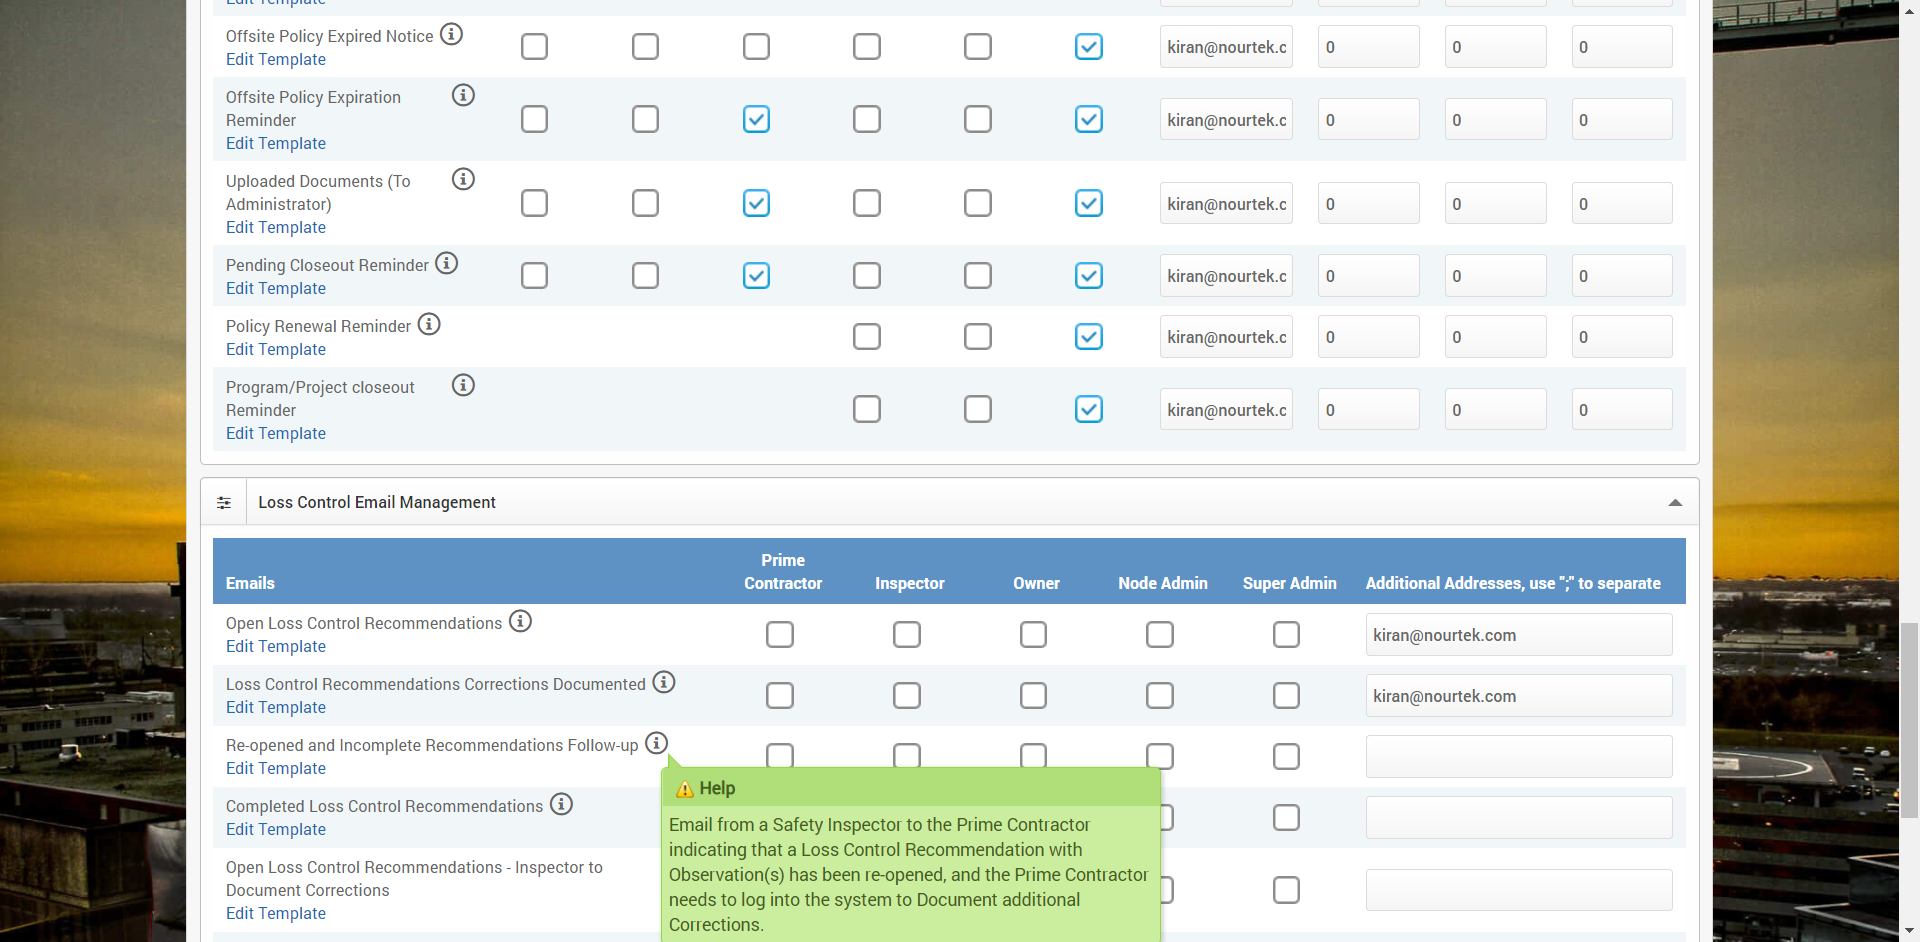 Edit Template
Offsite Policy Expired Notice
Edit Template
kiran@nourtek.c 0 0 0
Offsite Policy Expiration
Reminder
Edit Template
kiran@nourtek.c 0 0 0
Uploaded Documents (To
Administrator)
Edit Template
kiran@nourtek.c 0 0 0
Pending Closeout Reminder
Edit Template
kiran@nourtek.c 0 0 0
Policy Renewal Reminder
Edit Template
kiran@nourtek.c 0 0 0
Program/Project closeout
Reminder
Edit Template
kiran@nourtek.c 0 0 0
Loss Control Email Management
Emails
Prime
Contractor
Inspector
Owner
Node Admin
Super Admin
Additional Addresses, use ";" to separate
Open Loss Control Recommendations
Edit Template
kiran@nourtek.com
Loss Control Recommendations Corrections Documented
Edit Template
kiran@nourtek.com
Re-opened and Incomplete Recommendations Follow-up
Edit Template
Completed Loss Control Recommendations
Edit Template
Open Loss Control Recommendations - Inspector to
Document Corrections
Edit Template
Help
Email from a Safety Inspector to the Prime Contractor
indicating that a Loss Control Recommendation with
Observation(s) has been re-opened, and the Prime Contractor
needs to log into the system to Document additional
Corrections.